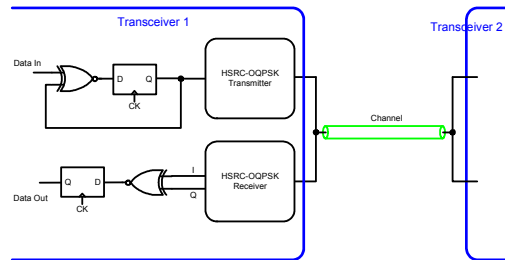 Transceiver 1
Transceiver 2
Data In
D
Q
CK
HSRC-OQPSK
Transmitter
Channel
Data Out
Q
D
CK
I
Q
HSRC-OQPSK
Receiver